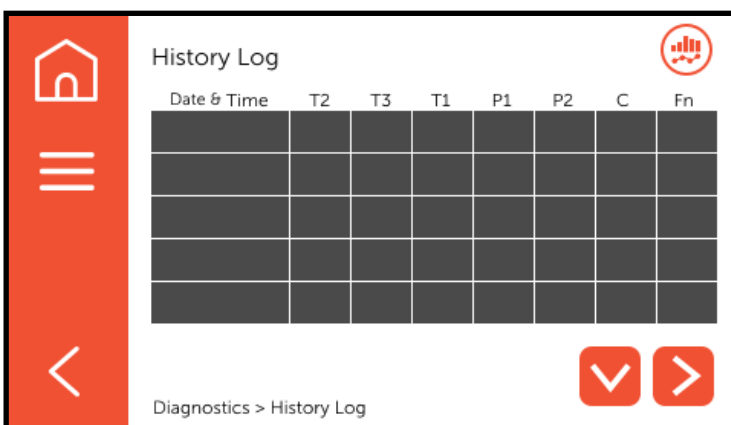 History Log
Date & Time T2 T3 T1 P1 P2 C Fn
Diagnostics > History Log